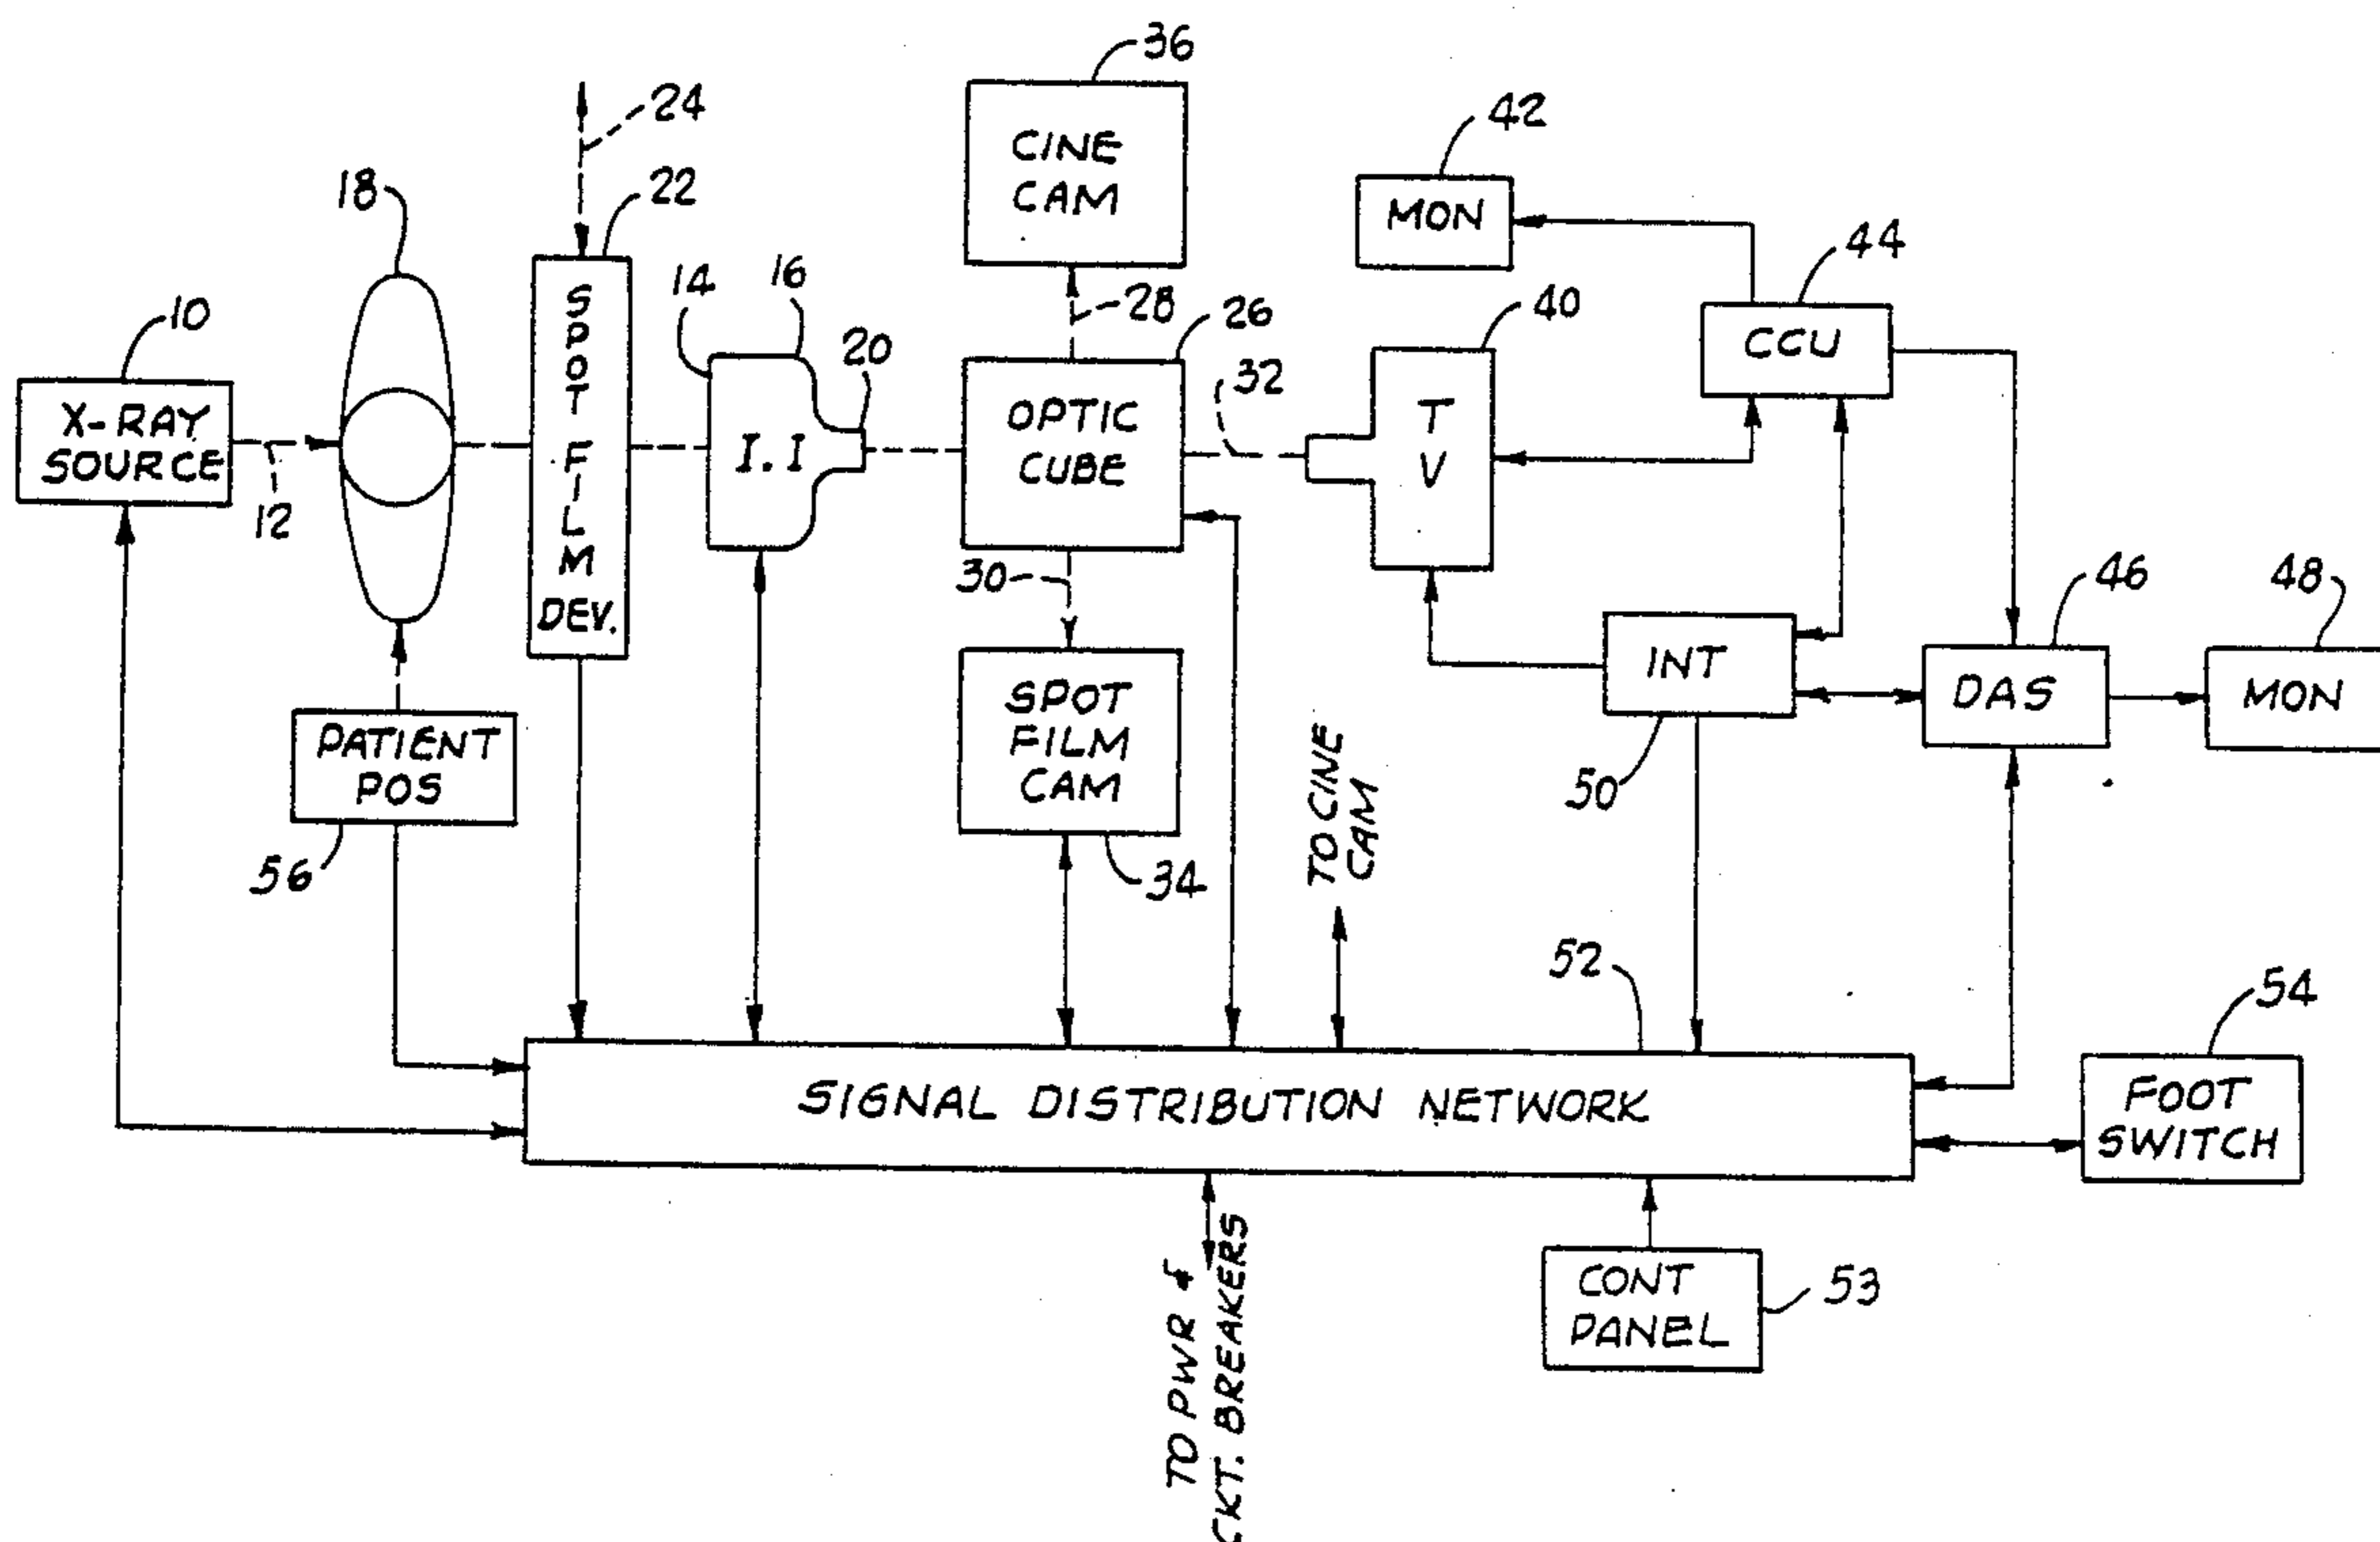 36
CINE
CAM
24
22
18
42
MON
44
CCU
10
X-RAY
SOURCE
12
SPOT FILM
DEV.
14
16
20
I.I
28
26
OPTIC
CUBE
32
40
TV
30
SPOT
FILM
CAM
34
46
48
INT
50
DAS
MON
PATIENT
POS
56
TO CINE
CAM
52
54
SIGNAL DISTRIBUTION NETWORK
FOOT
SWITCH
TO PWR &
CKT. BREAKERS
CONT
PANEL
53